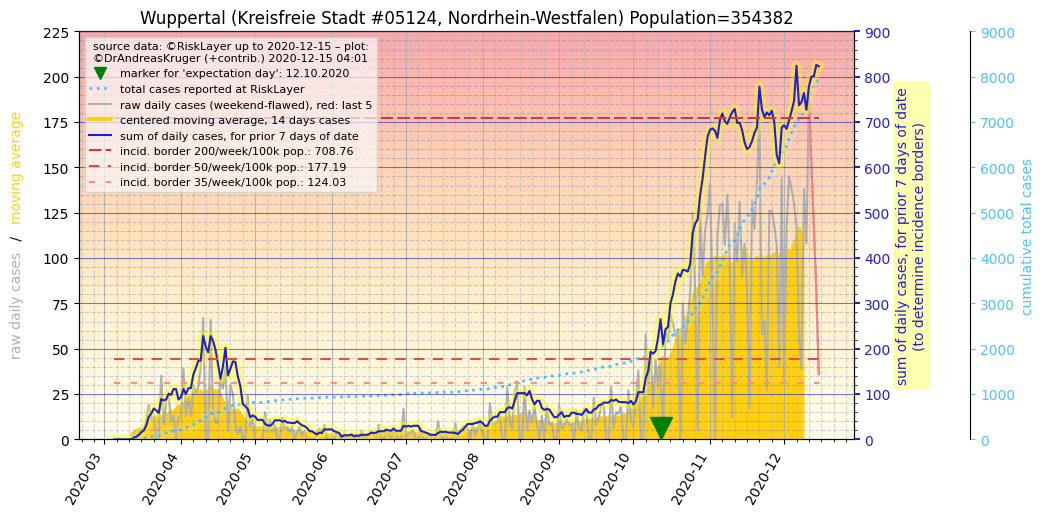 Wuppertal (Kreisfreie Stadt #05124, Nordrhein-Westfalen) Population=354382
source data: ©RiskLayer up to 2020-12-15 – plot:
©DrAndreasKruger (+contrib.) 2020-12-15 04:01
marker for 'expectation day': 12.10.2020
total cases reported at RiskLayer
raw daily cases (weekend-flawed), red: last 5
centered moving average, 14 days cases
sum of daily cases, for prior 7 days of date
incid. border 200/week/100k pop.: 708.76
incid. border 50/week/100k pop.: 177.19
incid. border 35/week/100k pop.: 124.03
raw daily cases / moving average
225
200
175
150
125
100
75
50
25
0
2020-03
2020-04
2020-05
2020-06
2020-07
2020-08
2020-09
2020-10
2020-11
2020-12
900
800
700
600
500
400
300
200
100
0
sum of daily cases, for prior 7 days of date
(to determine incidence borders)
9000
8000
7000
6000
5000
4000
3000
2000
1000
0
cumulative total cases